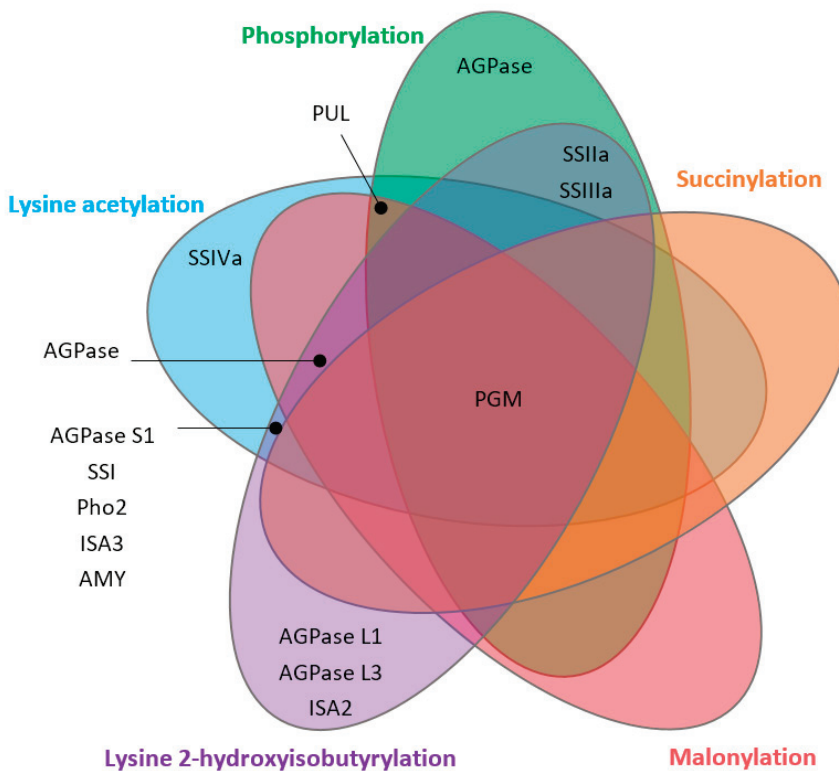 Phosphorylation
AGPase
PUL
SSIIa
SSIIIa
Succinylation
Lysine acetylation
SSIVa
AGPase
PGM
AGPase S1
SSI
Pho2
ISA3
AMY
AGPase L1
AGPase L3
ISA2
Lysine 2-hydroxyisobutyrylation
Malonylation